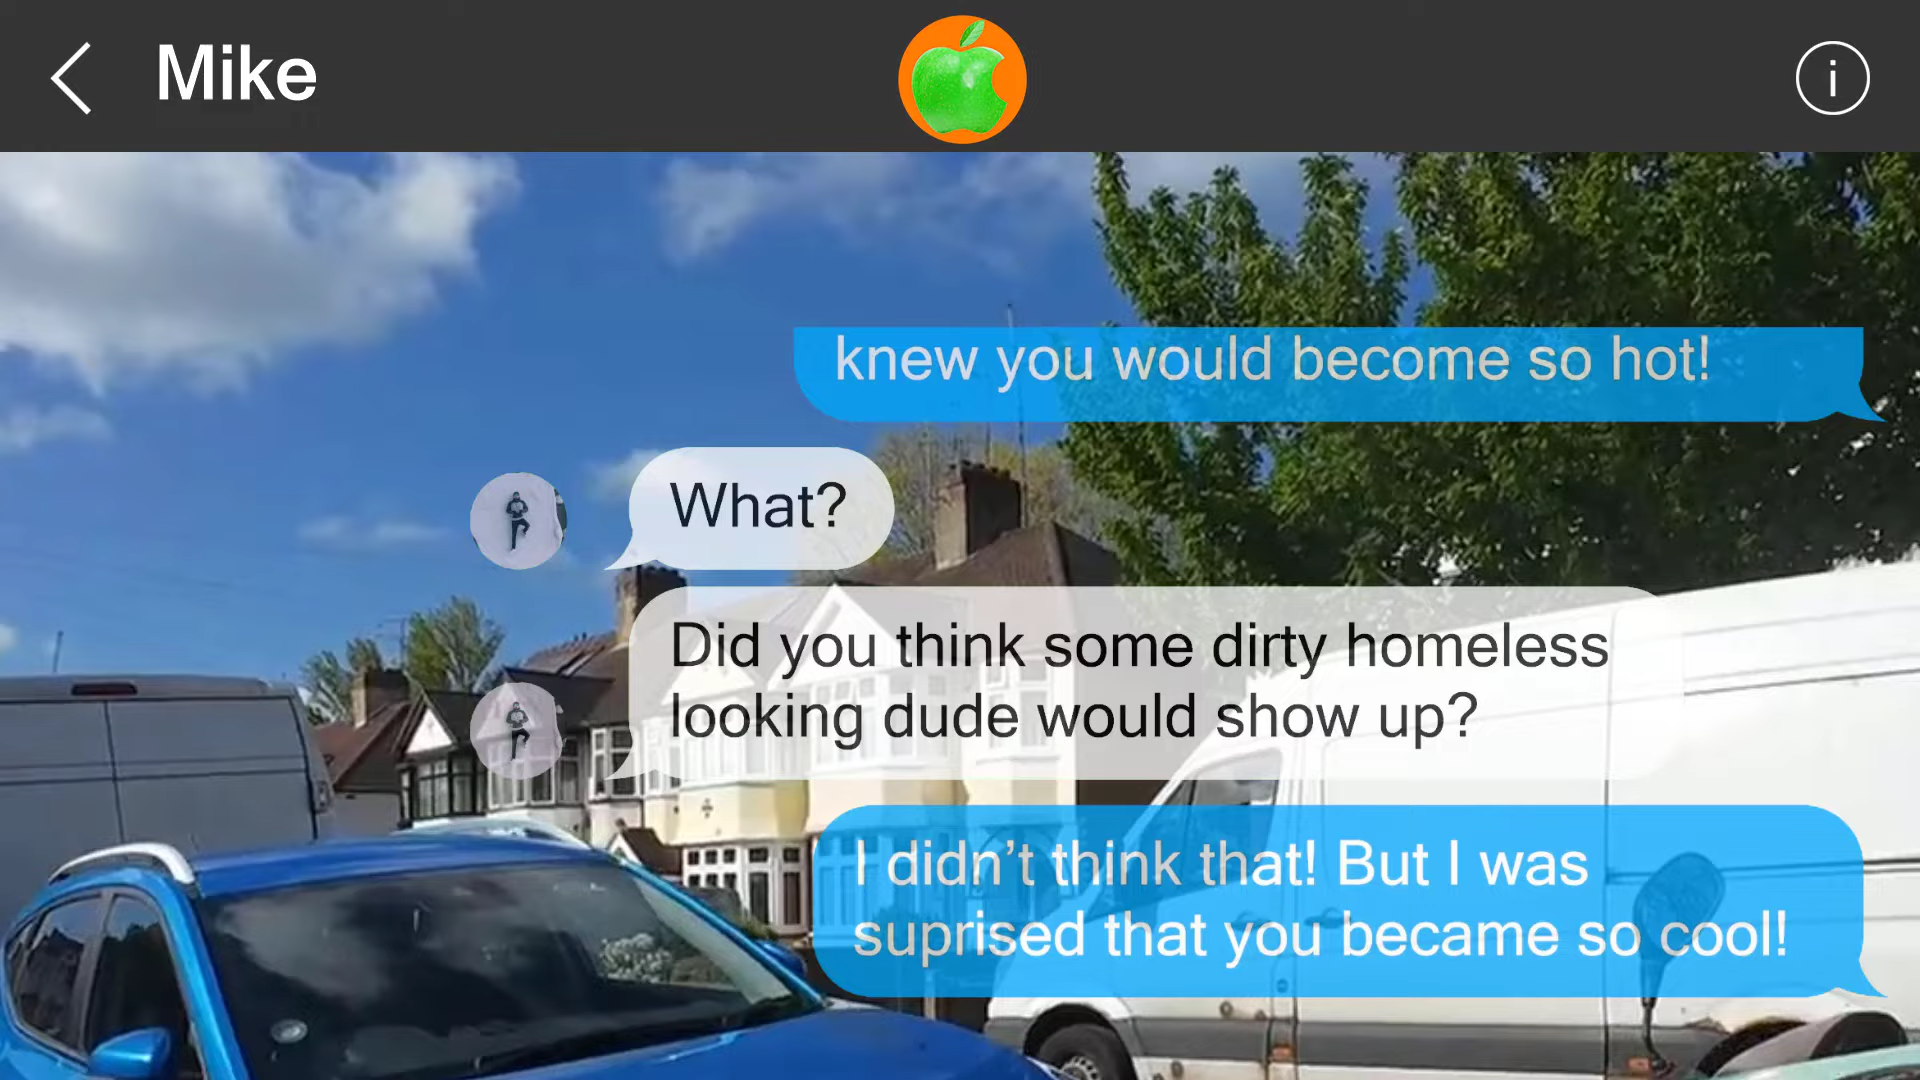 Mike
i
knew you would become so hot!
What?
Did you think some dirty homeless
looking dude would show up?
I didn’t think that! But I was
suprised that you became so cool!